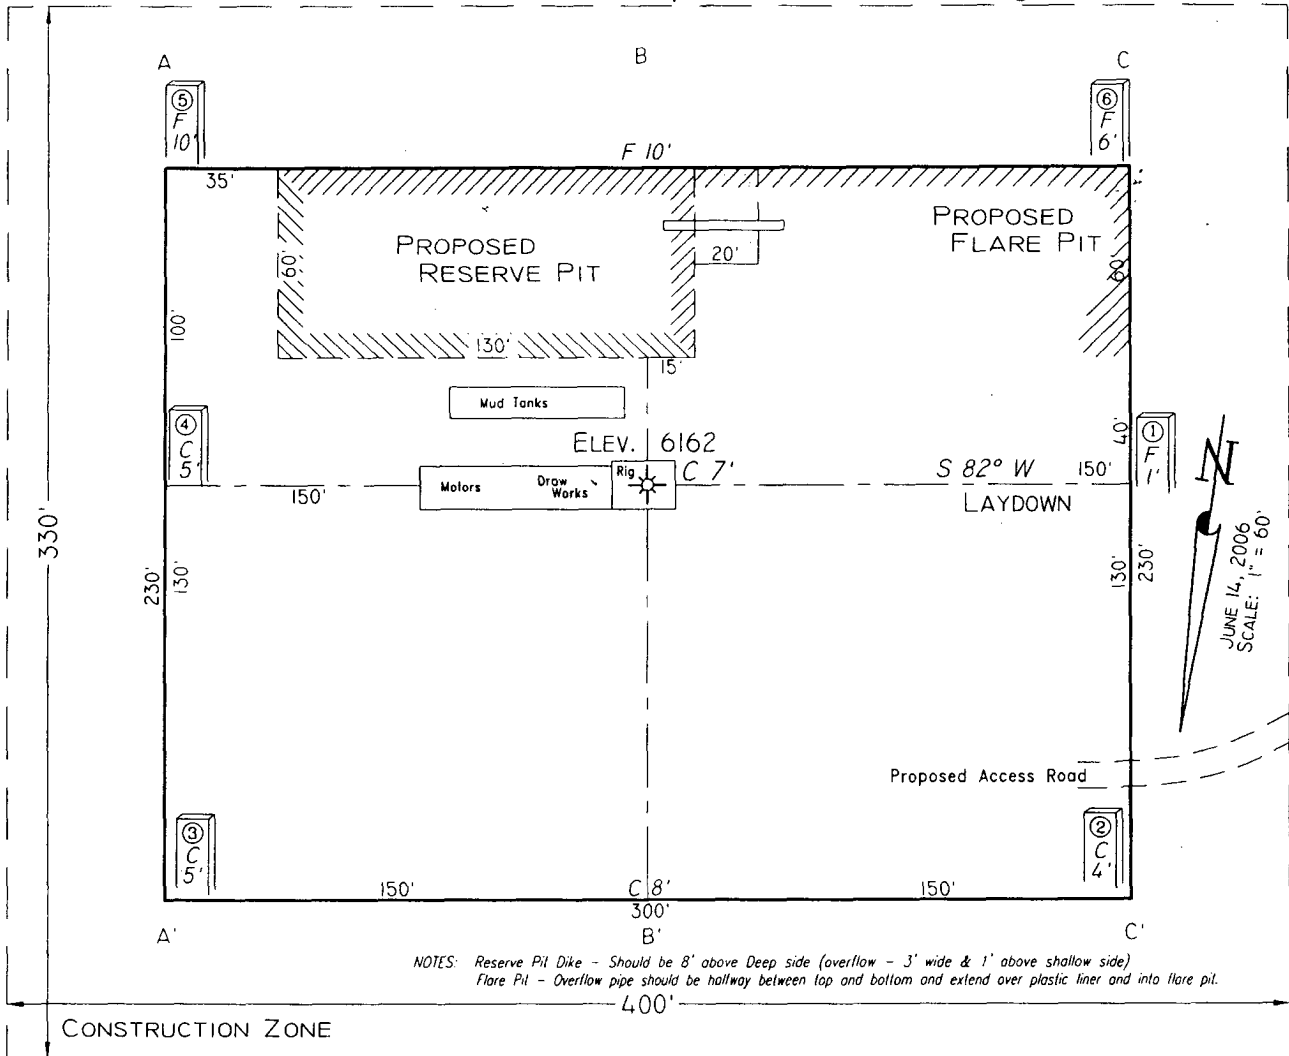 A
B
C
⑤
F
10'
⑥
F
6'
F 10'
35'
PROPOSED
RESERVE PIT
PROPOSED
FLARE PIT
20'
60'
60'
100'
130'
15'
Mud Tanks
④
C
5'
ELEV. 6162
C 7'
Rig
Motors
Draw
Works
150'
S 82° W
150'
LAYDOWN
40'
①
F
1'
N
JUNE 14, 2006
SCALE: 1" = 60'
330'
230'
130'
130'
230'
Proposed Access Road
③
C
5'
②
C
4'
150'
C 8'
150'
300'
A'
B'
C'
NOTES: Reserve Pit Dike - Should be 8' above Deep side (overflow - 3' wide & 1' above shallow side)
Flare Pit - Overflow pipe should be halfway between top and bottom and extend over plastic liner and into flare pit.
400'
CONSTRUCTION ZONE